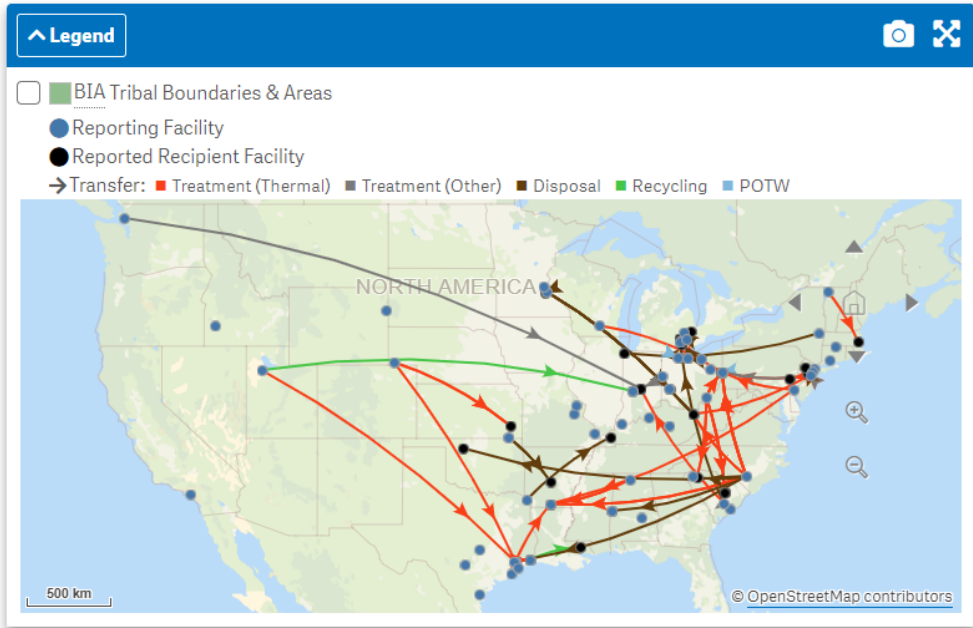 Legend
BIA Tribal Boundaries & Areas
Reporting Facility
Reported Recipient Facility
Transfer: Treatment (Thermal) Treatment (Other) Disposal Recycling POTW
NORTH AMERICA
500 km
© OpenStreetMap contributors